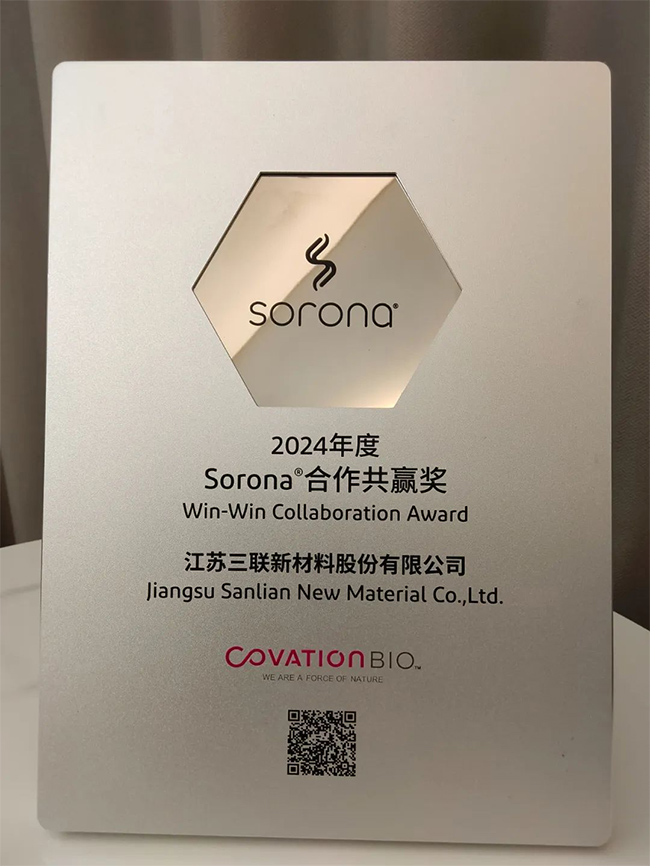 sorona®
2024年度
Sorona®合作共赢奖
Win-Win Collaboration Award
江苏三联新材料股份有限公司
Jiangsu Sanlian New Material Co.,Ltd.
COVATION BIO™
WE ARE A FORCE OF NATURE